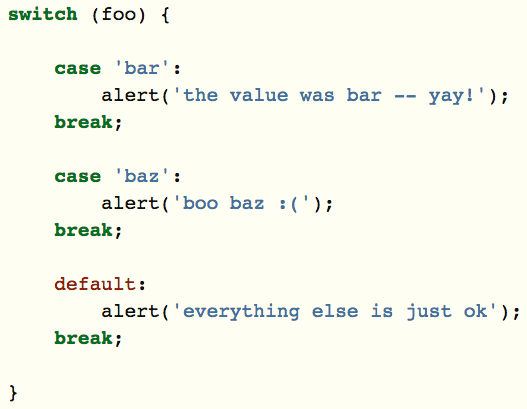 switch (foo) {
case 'bar':
alert('the value was bar -- yay!');
break;
case 'baz':
alert('boo baz :(');
break;
default:
alert('everything else is just ok');
break;
}